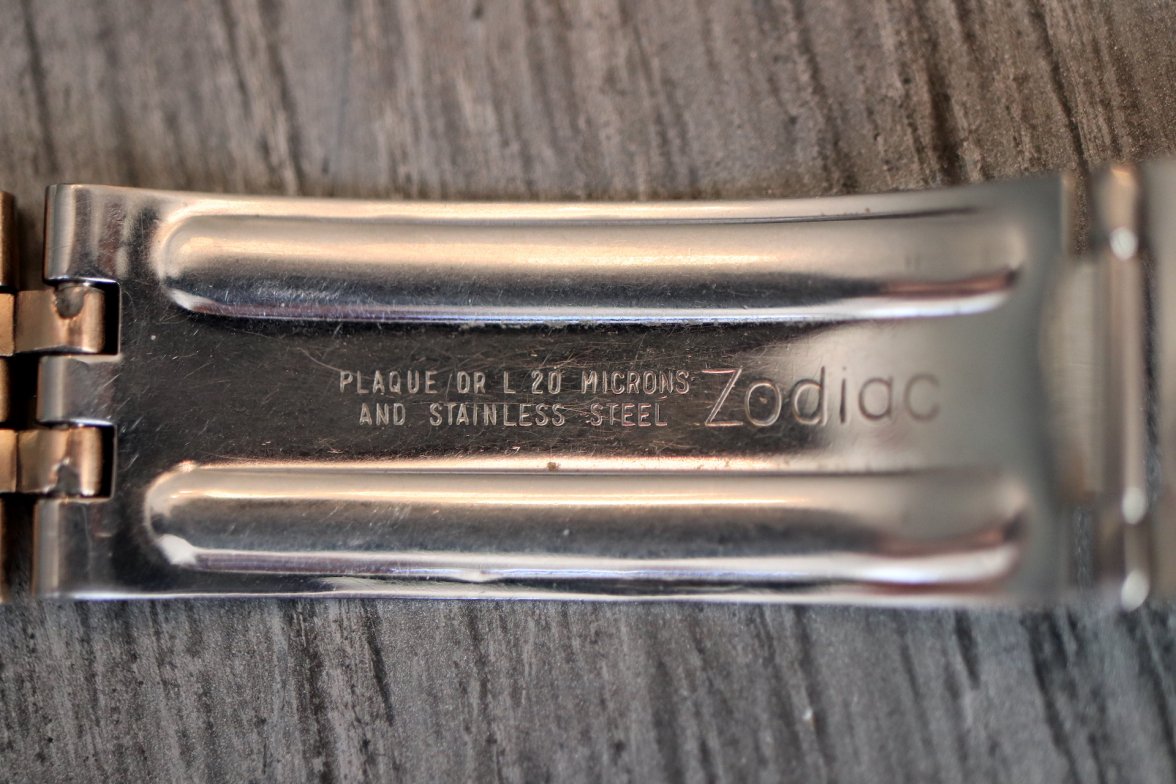 PLAQUE OR L 20 MICRONS
AND STAINLESS STEEL
Zodiac